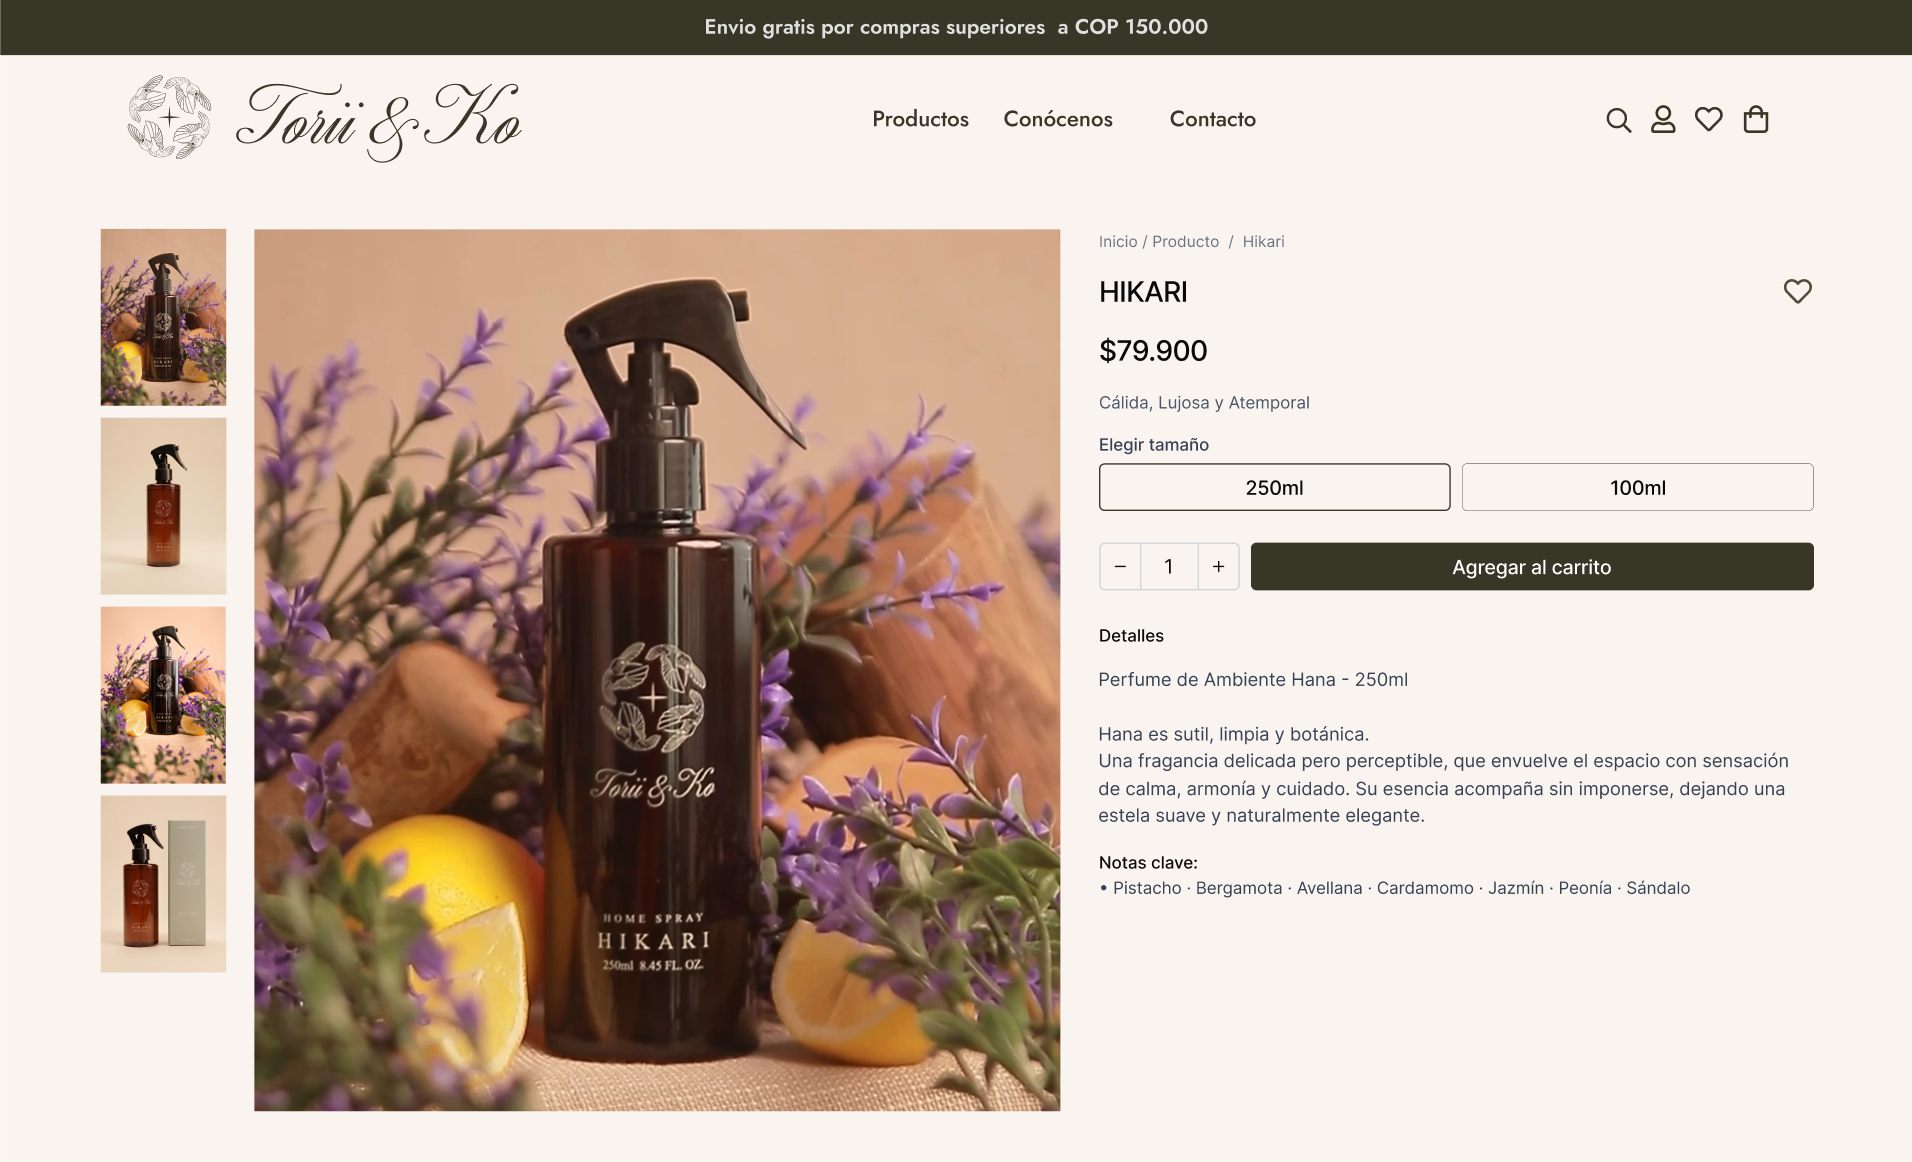 Envio gratis por compras superiores a COP 150.000
Torii & Ko
Productos Conócenos Contacto
Inicio / Producto / Hikari
HIKARI
$79.900
Cálida, Lujosa y Atemporal
Elegir tamaño
250ml 100ml
− 1 + Agregar al carrito
Detalles
Perfume de Ambiente Hana - 250ml
Hana es sutil, limpia y botánica.
Una fragancia delicada pero perceptible, que envuelve el espacio con sensación
de calma, armonía y cuidado. Su esencia acompaña sin imponerse, dejando una
estela suave y naturalmente elegante.
Notas clave:
• Pistacho · Bergamota · Avellana · Cardamomo · Jazmín · Peonía · Sándalo
Torii & Ko
HOME SPRAY
HIKARI
250ml 8.45 FL. OZ.